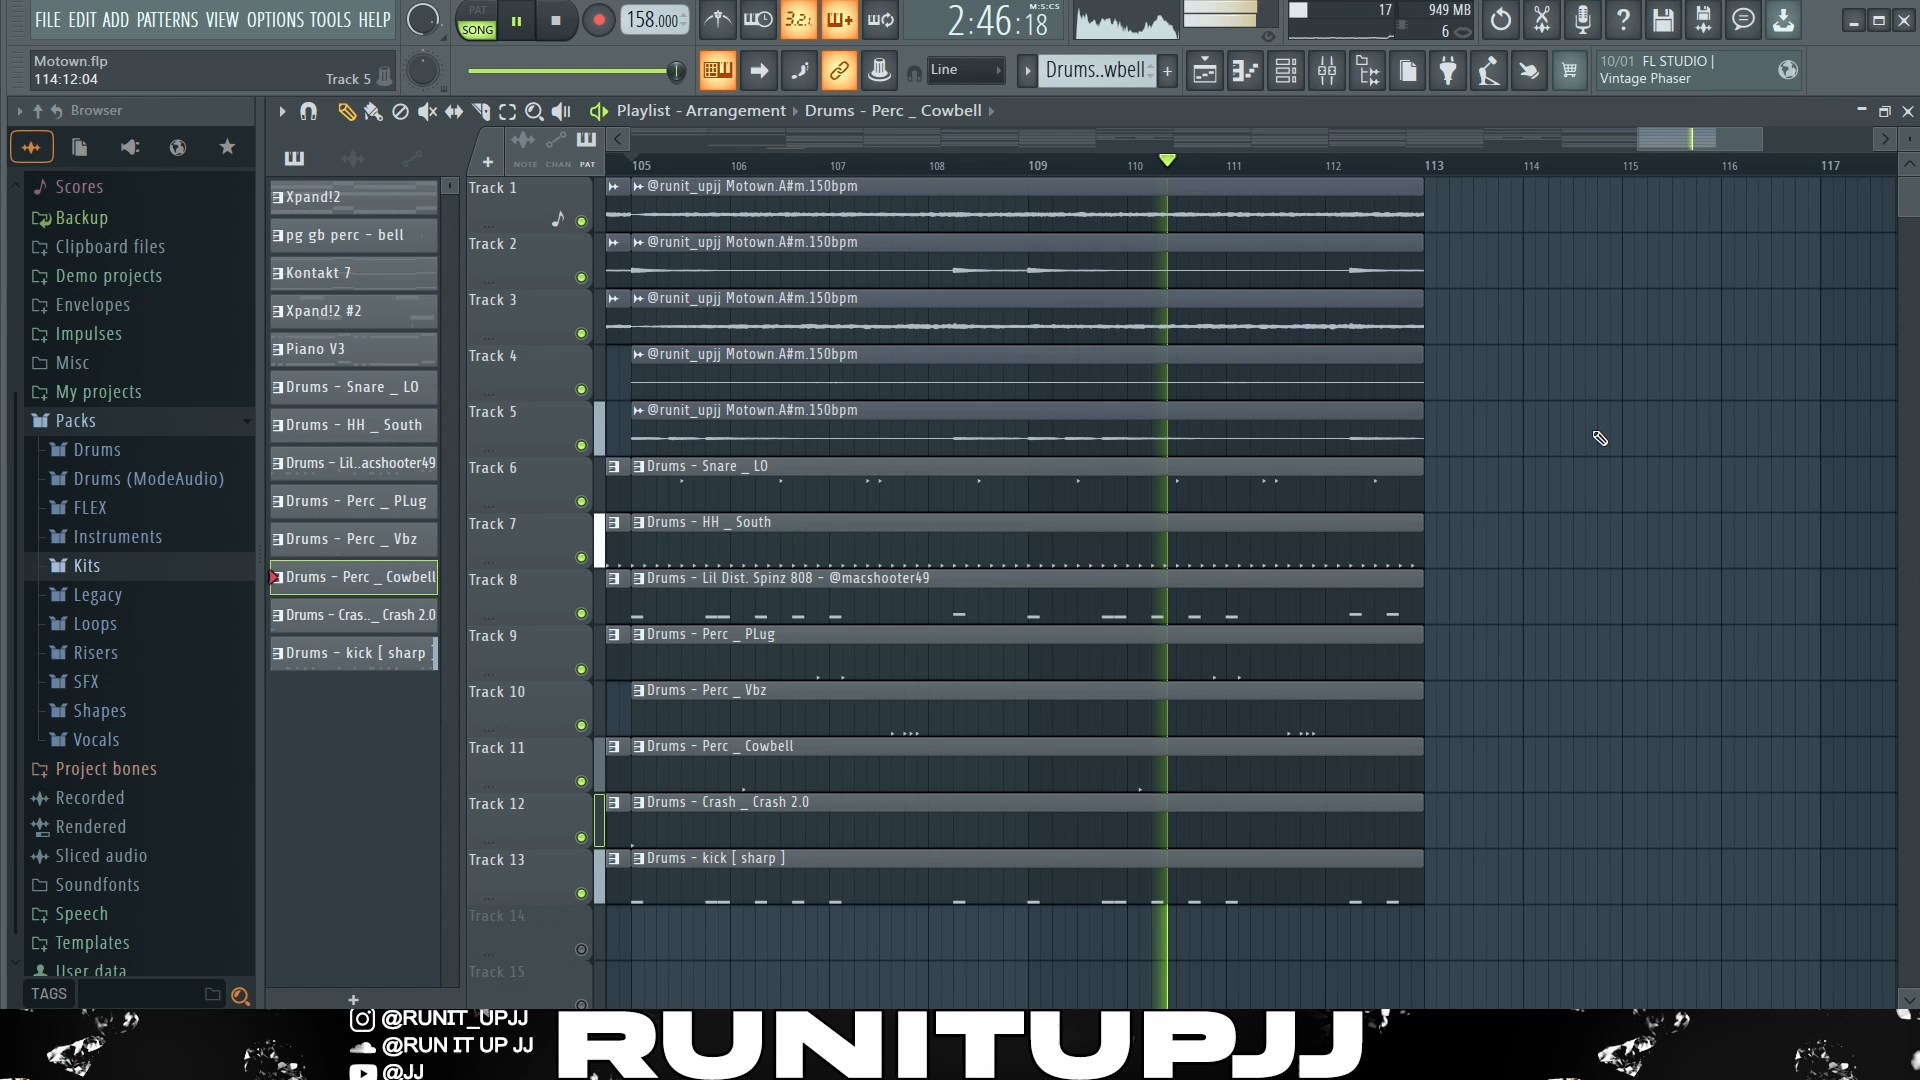 FILE EDIT ADD PATTERNS VIEW OPTIONS TOOLS HELP
PAT
SONG
158.000
3.2.1
2:46:18
M:S:CS
17
949 MB
6
Motown.flp
114:12:04
Track 5
Line
Drums..wbell
10/01 FL STUDIO |
Vintage Phaser
Browser
Playlist - Arrangement
Drums - Perc _ Cowbell
NOTE
CHAN
PAT
105
106
107
108
109
110
111
112
113
114
115
116
117
Scores
Backup
Clipboard files
Demo projects
Envelopes
Impulses
Misc
My projects
Packs
Drums
Drums (ModeAudio)
FLEX
Instruments
Kits
Legacy
Loops
Risers
SFX
Shapes
Vocals
Project bones
Recorded
Rendered
Sliced audio
Soundfonts
Speech
Templates
User data
TAGS
Xpand!2
pg gb perc - bell
Kontakt 7
Xpand!2 #2
Piano V3
Drums - Snare _ LO
Drums - HH _ South
Drums - Lil..acshooter49
Drums - Perc _ PLug
Drums - Perc _ Vbz
Drums - Perc _ Cowbell
Drums - Cras.._ Crash 2.0
Drums - kick [ sharp ]
Track 1
@runit_upjj Motown.A#m.150bpm
Track 2
@runit_upjj Motown.A#m.150bpm
Track 3
@runit_upjj Motown.A#m.150bpm
Track 4
@runit_upjj Motown.A#m.150bpm
Track 5
@runit_upjj Motown.A#m.150bpm
Track 6
Drums - Snare _ LO
Track 7
Drums - HH _ South
Track 8
Drums - Lil Dist. Spinz 808 - @macshooter49
Track 9
Drums - Perc _ PLug
Track 10
Drums - Perc _ Vbz
Track 11
Drums - Perc _ Cowbell
Track 12
Drums - Crash _ Crash 2.0
Track 13
Drums - kick [ sharp ]
Track 14
Track 15
@RUNIT_UPJJ
@RUN IT UP JJ
@JJ
RUNITUPJJ